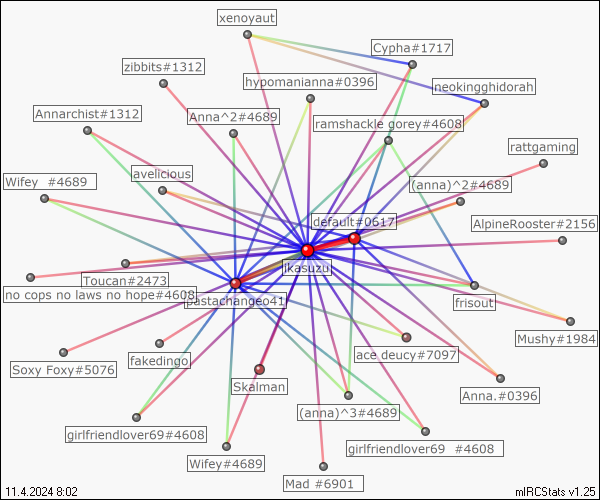 xenoyaut
Cypha#1717
zibbits#1312
hypomanianna#0396
neokingghidorah
Annarchist#1312
Anna^2#4689
ramshackle gorey#4608
rattgaming
avelicious
Wifey #4689
(anna)^2#4689
default#0617
AlpineRooster#2156
jkasuzu
Toucan#2473
no cops no laws no hope#4608
pastachangeo41
frisout
Mushy#1984
fakedingo
ace deucy#7097
Soxy Foxy#5076
Skalman
Anna.#0396
(anna)^3#4689
girlfriendlover69#4608
girlfriendlover69 #4608
Wifey#4689
Mad #6901
11.4.2024 8:02
mIRCStats v1.25